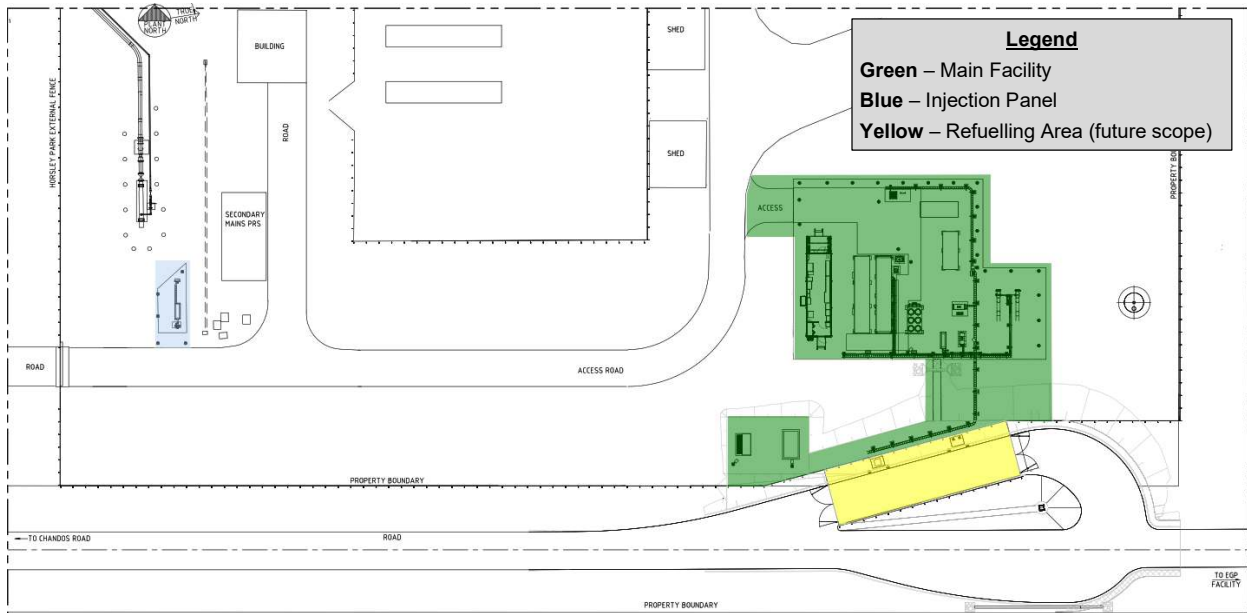 PLANT
NORTH
TRUE
NORTH
BUILDING
SHED
Legend
Green – Main Facility
Blue – Injection Panel
Yellow – Refuelling Area (future scope)
HORSLEY PARK EXTERNAL FENCE
ROAD
SHED
PROPERTY BOU
SECONDARY
MAINS PRS
ACCESS
ROAD
ACCESS ROAD
PROPERTY BOUNDARY
TO CHANDOS ROAD
ROAD
TO EGP
FACILITY
PROPERTY BOUNDARY